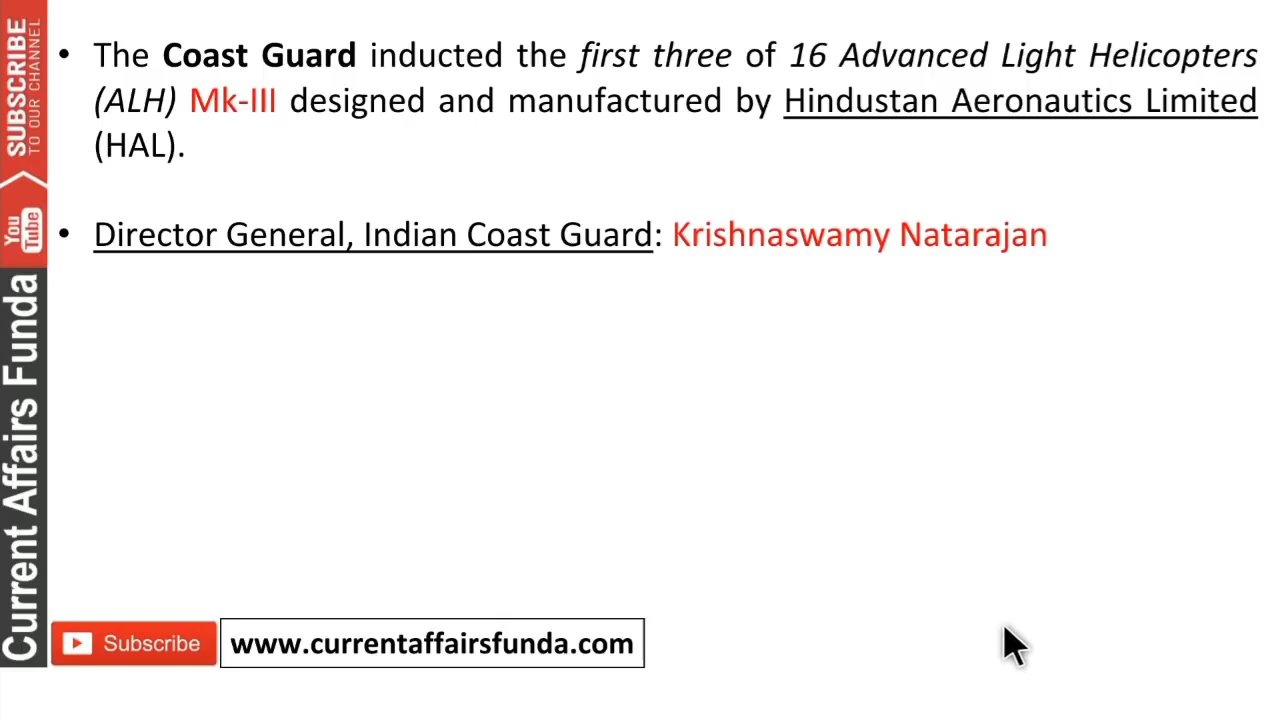 SUBSCRIBE
TO OUR CHANNEL
You
Tube
Current Affairs Funda
• The Coast Guard inducted the first three of 16 Advanced Light Helicopters
(ALH) Mk-III designed and manufactured by Hindustan Aeronautics Limited
(HAL).
• Director General, Indian Coast Guard: Krishnaswamy Natarajan
Subscribe
www.currentaffairsfunda.com